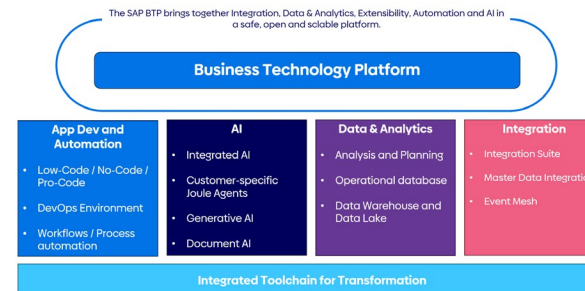 The SAP BTP brings together Integration, Data & Analytics, Extensibility, Automation and AI in
a safe, open and sclable platform.
Business Technology Platform
App Dev and
Automation
• Low-Code / No-Code /
Pro-Code
• DevOps Environment
• Workflows / Process
automation
AI
• Integrated AI
• Customer-specific
Joule Agents
• Generative AI
• Document AI
Data & Analytics
• Analysis and Planning
• Operational database
• Data Warehouse and
Data Lake
Integration
• Integration Suite
• Master Data Integratio
• Event Mesh
Integrated Toolchain for Transformation